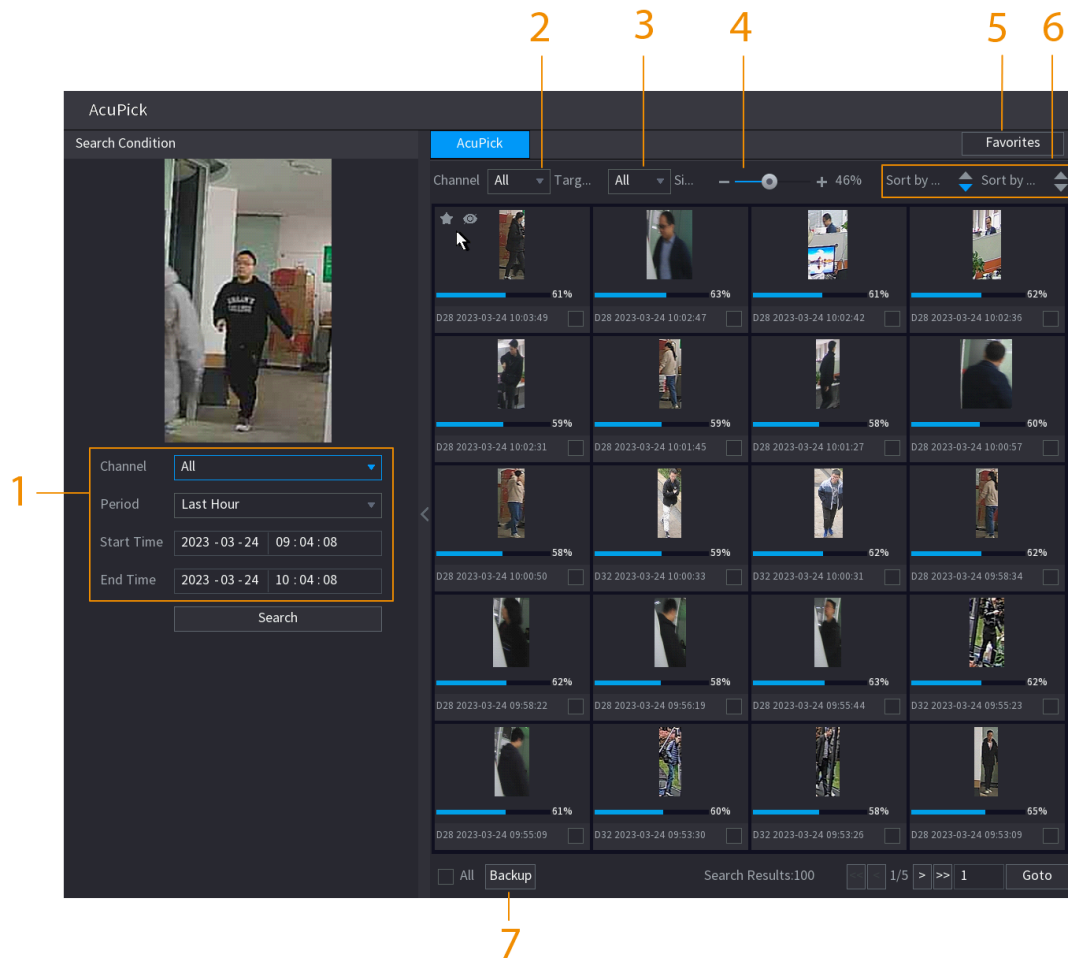 2 3 4 5 6
AcuPick
Search Condition
AcuPick
Favorites
Channel All Targ... All Si... 46% Sort by ... Sort by ...
61% 63% 61% 62%
D28 2023-03-24 10:03:49 D28 2023-03-24 10:02:47 D28 2023-03-24 10:02:42 D28 2023-03-24 10:02:36
59% 59% 58% 60%
D28 2023-03-24 10:02:31 D28 2023-03-24 10:01:45 D28 2023-03-24 10:01:27 D28 2023-03-24 10:00:57
58% 59% 62% 62%
D28 2023-03-24 10:00:50 D32 2023-03-24 10:00:33 D32 2023-03-24 10:00:31 D28 2023-03-24 09:58:34
62% 58% 63% 62%
D28 2023-03-24 09:58:22 D28 2023-03-24 09:56:19 D28 2023-03-24 09:55:44 D32 2023-03-24 09:55:23
61% 60% 58% 65%
D28 2023-03-24 09:55:09 D32 2023-03-24 09:53:30 D32 2023-03-24 09:53:26 D28 2023-03-24 09:53:09
1
Channel All
Period Last Hour
Start Time 2023 - 03 - 24 09 : 04 : 08
End Time 2023 - 03 - 24 10 : 04 : 08
Search
All Backup Search Results:100 << < 1/5 > >> 1 Goto
7